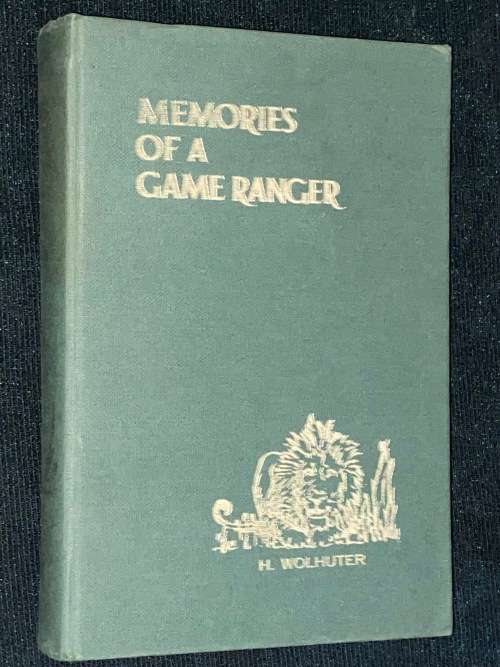 MEMORIES
OF A
GAME RANGER
H. WOLHUTER